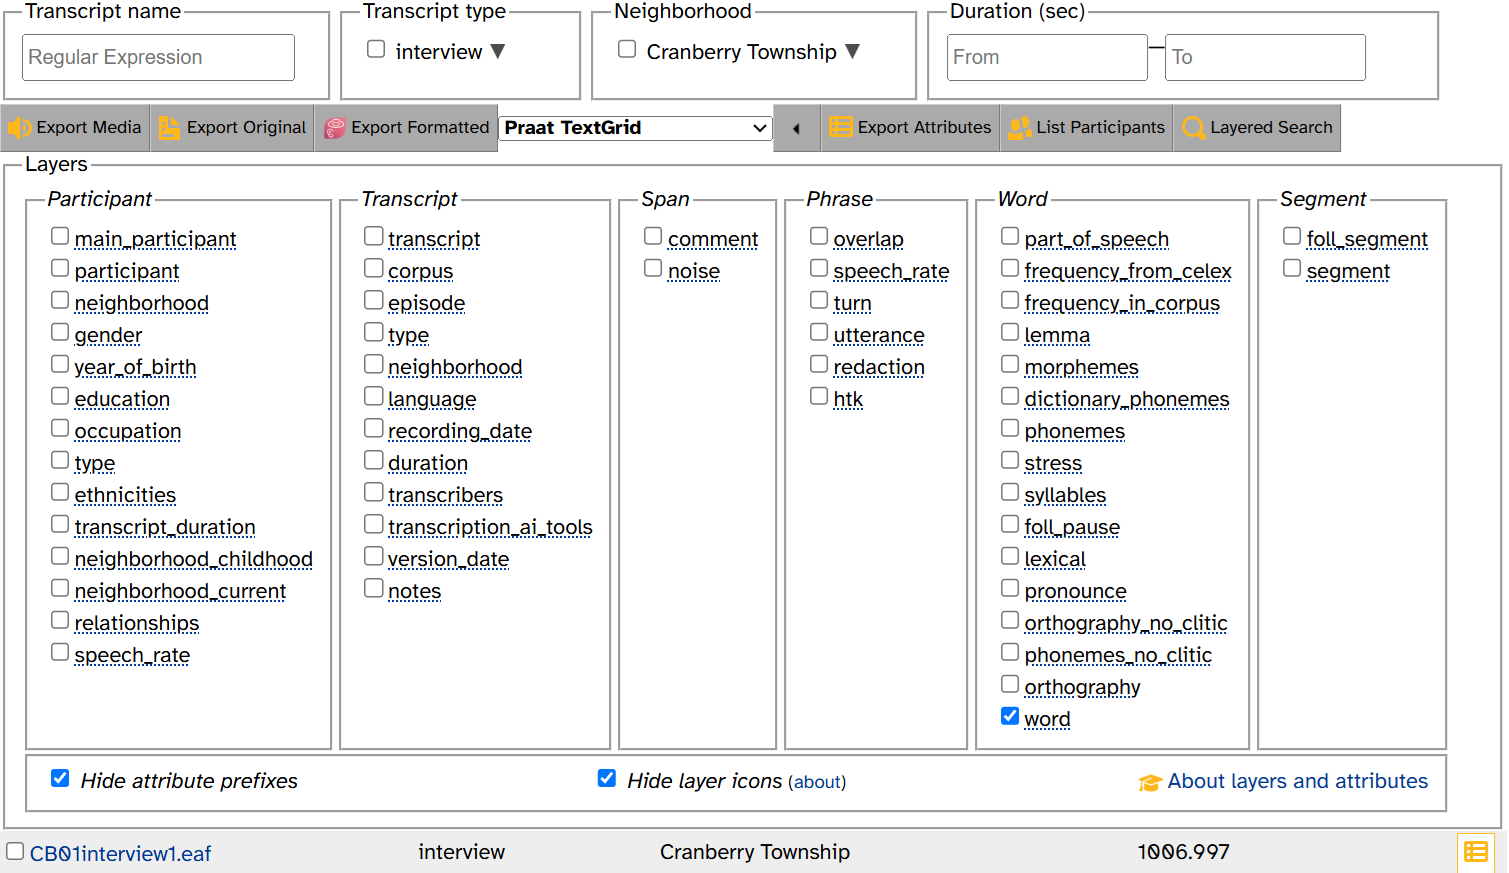 Transcript name
Transcript type
Neighborhood
Duration (sec)
Regular Expression
interview ▼
Cranberry Township ▼
From
–
To
Export Media
Export Original
Export Formatted
Praat TextGrid
Export Attributes
List Participants
Layered Search
Layers
Participant
main_participant
participant
neighborhood
gender
year_of_birth
education
occupation
type
ethnicities
transcript_duration
neighborhood_childhood
neighborhood_current
relationships
speech_rate
Transcript
transcript
corpus
episode
type
neighborhood
language
recording_date
duration
transcribers
transcription_ai_tools
version_date
notes
Span
comment
noise
Phrase
overlap
speech_rate
turn
utterance
redaction
htk
Word
part_of_speech
frequency_from_celex
frequency_in_corpus
lemma
morphemes
dictionary_phonemes
phonemes
stress
syllables
foll_pause
lexical
pronounce
orthography_no_clitic
phonemes_no_clitic
orthography
word
Segment
foll_segment
segment
Hide attribute prefixes
Hide layer icons (about)
About layers and attributes
CB01interview1.eaf
interview
Cranberry Township
1006.997